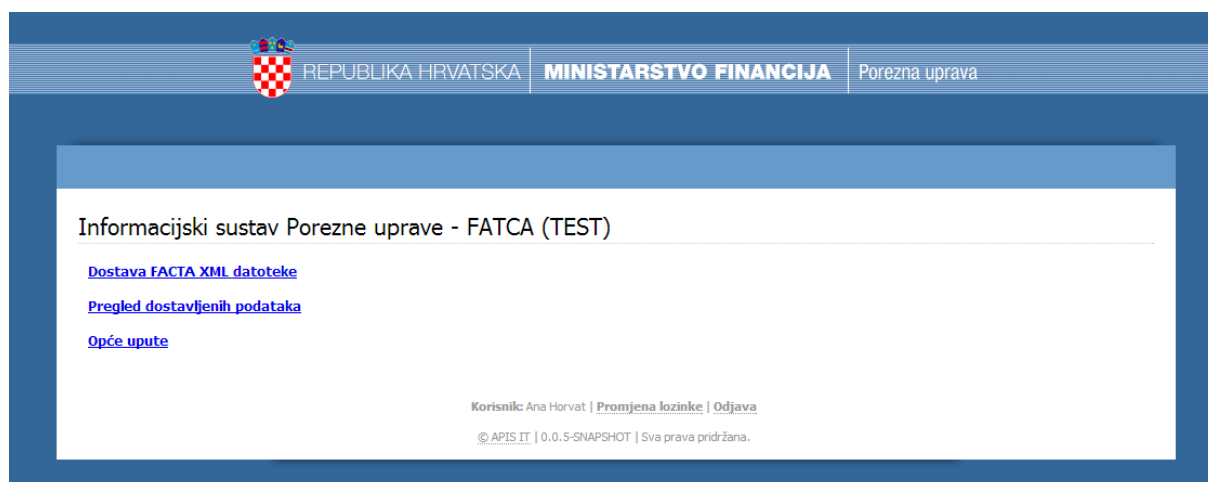 REPUBLIKA HRVATSKA MINISTARSTVO FINANCIJA Porezna uprava
Informacijski sustav Porezne uprave - FATCA (TEST)
Dostava FACTA XML datoteke
Pregled dostavljenih podataka
Opće upute
Korisnik: Ana Horvat | Promjena lozinke | Odjava
© APIS IT | 0.0.5-SNAPSHOT | Sva prava pridržana.